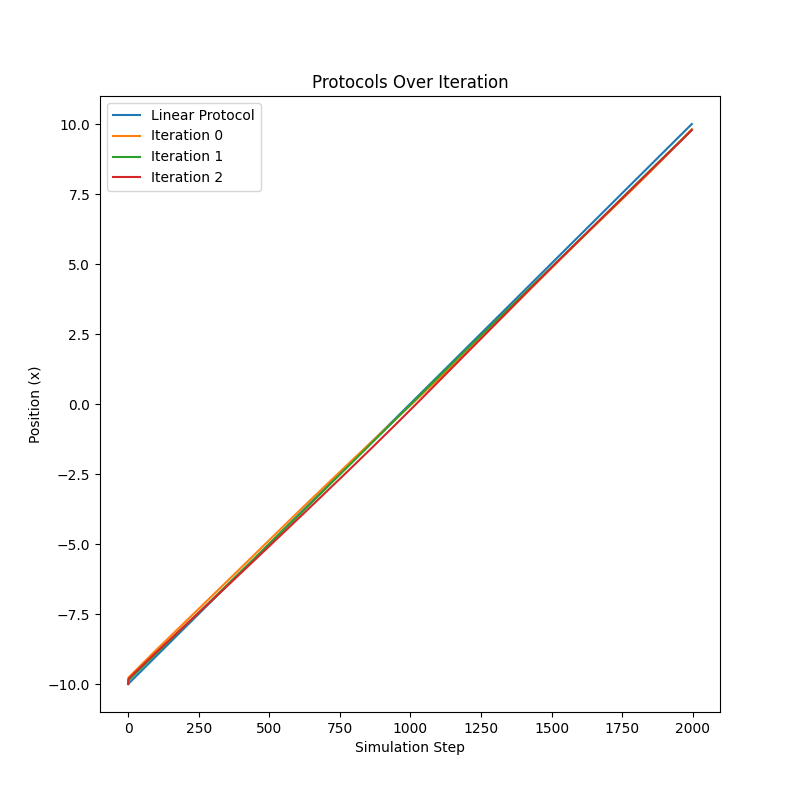 Protocols Over Iteration
Linear Protocol
Iteration 0
Iteration 1
Iteration 2
Position (x)
10.0
7.5
5.0
2.5
0.0
−2.5
−5.0
−7.5
−10.0
0 250 500 750 1000 1250 1500 1750 2000
Simulation Step